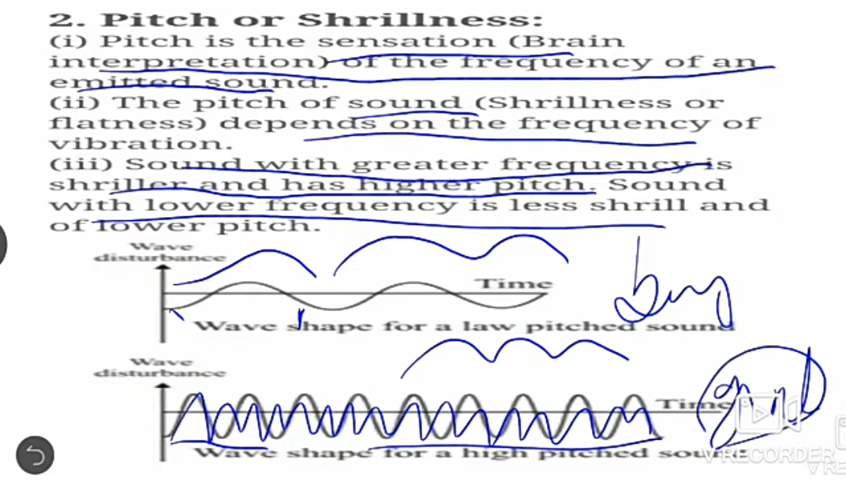 2. Pitch or Shrillness:
(i) Pitch is the sensation (Brain
interpretation) of the frequency of an
emitted sound.
(ii) The pitch of sound (Shrillness or
flatness) depends on the frequency of
vibration.
(iii) Sound with greater frequency is
shriller and has higher pitch. Sound
with lower frequency is less shrill and
of lower pitch.
Wave
disturbance
Time
Wave shape for a law pitched sound
Wave
disturbance
Time
Wave shape for a high pitched
V RECORDER